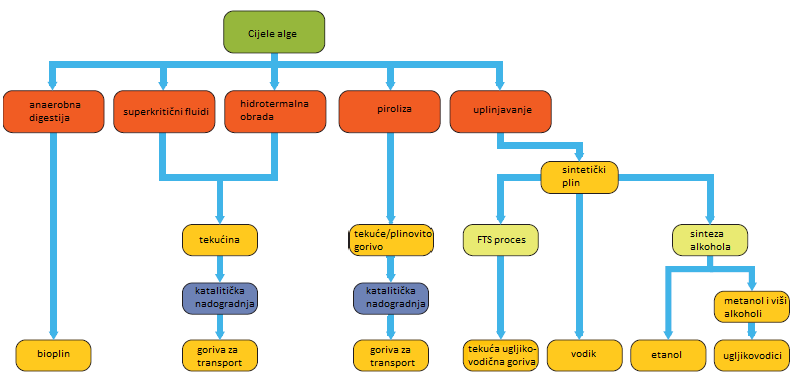 Cijele alge
anaerobna
digestija
superkritični fluidi
hidrotermalna
obrada
piroliza
uplinjavanje
sintetički
plin
tekućina
tekuće/plinovito
gorivo
FTS proces
sinteza
alkohola
katalitička
nadogradnja
katalitička
nadogradnja
metanol i viši
alkoholi
bioplin
goriva za
transport
goriva za
transport
tekuća ugljiko-
vodična goriva
vodik
etanol
ugljikovodici